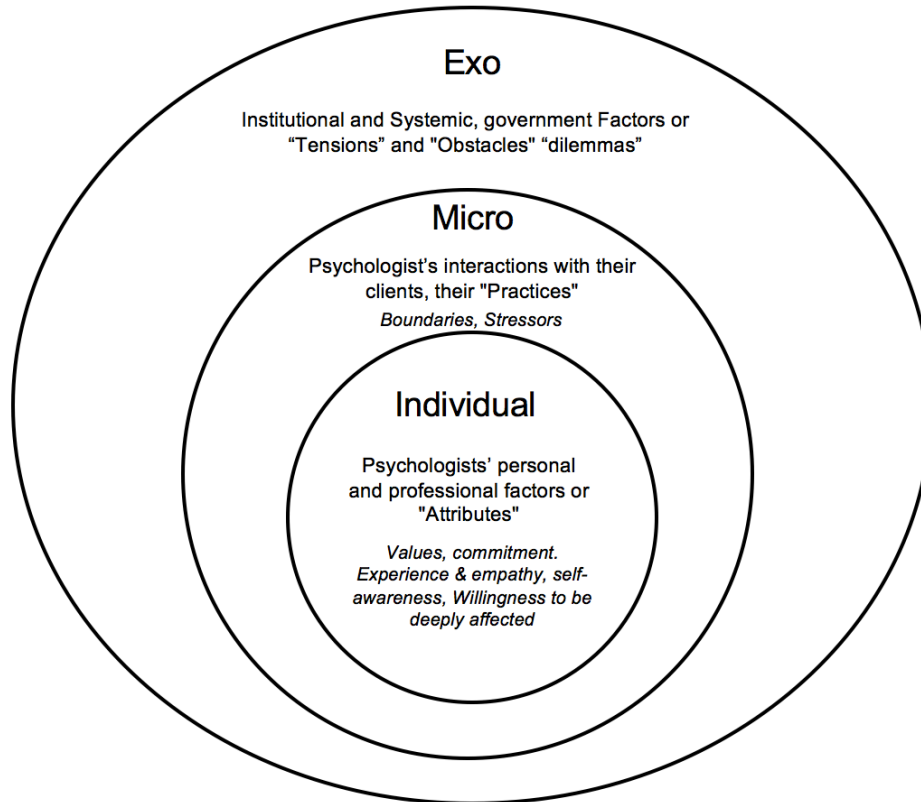 Exo
Institutional and Systemic, government Factors or
“Tensions” and "Obstacles" “dilemmas”
Micro
Psychologist’s interactions with their
clients, their "Practices"
Boundaries, Stressors
Individual
Psychologists’ personal
and professional factors or
"Attributes"
Values, commitment.
Experience & empathy, self-
awareness, Willingness to be
deeply affected